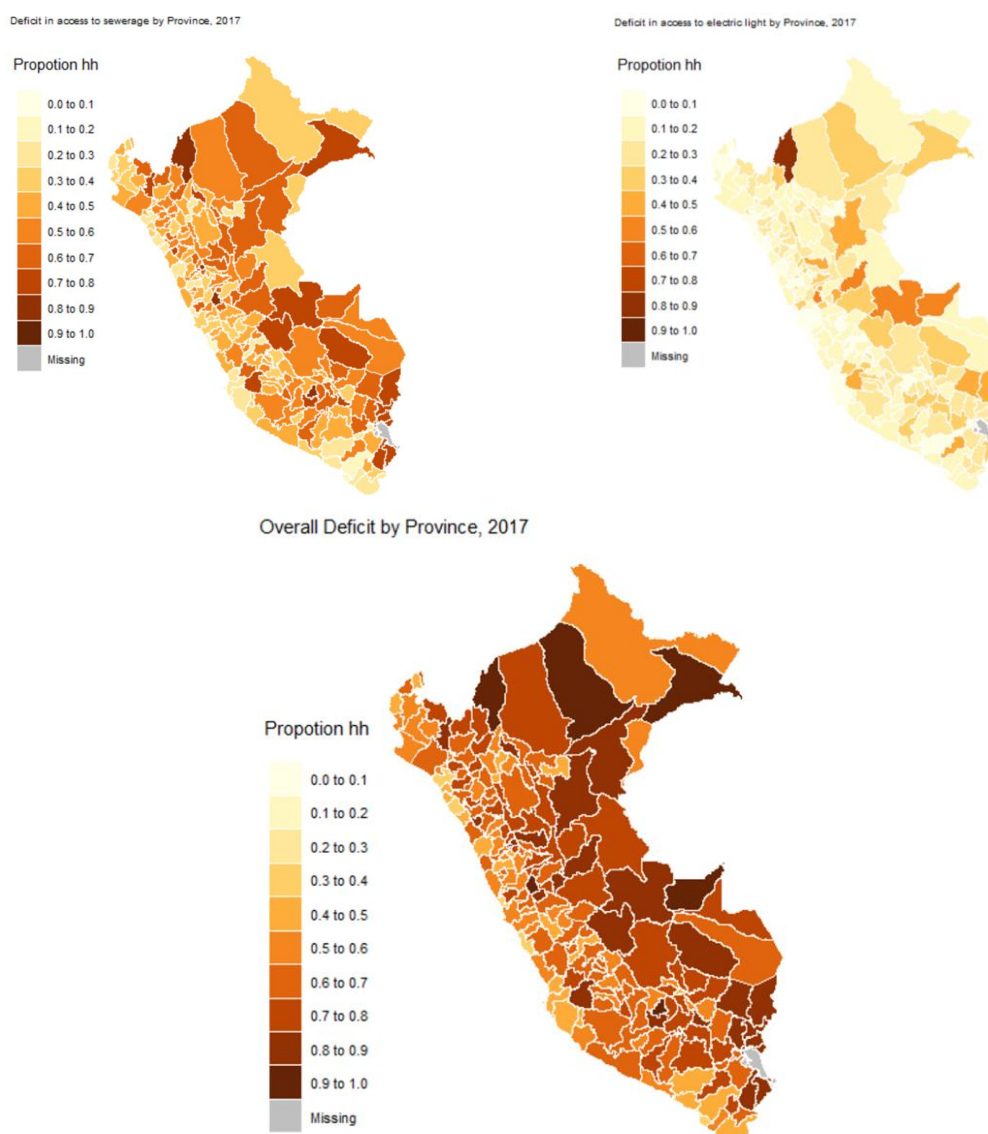 Deficit in access to sewerage by Province, 2017
Propotion hh
0.0 to 0.1
0.1 to 0.2
0.2 to 0.3
0.3 to 0.4
0.4 to 0.5
0.5 to 0.6
0.6 to 0.7
0.7 to 0.8
0.8 to 0.9
0.9 to 1.0
Missing
Deficit in access to electric light by Province, 2017
Propotion hh
0.0 to 0.1
0.1 to 0.2
0.2 to 0.3
0.3 to 0.4
0.4 to 0.5
0.5 to 0.6
0.6 to 0.7
0.7 to 0.8
0.8 to 0.9
0.9 to 1.0
Missing
Overall Deficit by Province, 2017
Propotion hh
0.0 to 0.1
0.1 to 0.2
0.2 to 0.3
0.3 to 0.4
0.4 to 0.5
0.5 to 0.6
0.6 to 0.7
0.7 to 0.8
0.8 to 0.9
0.9 to 1.0
Missing